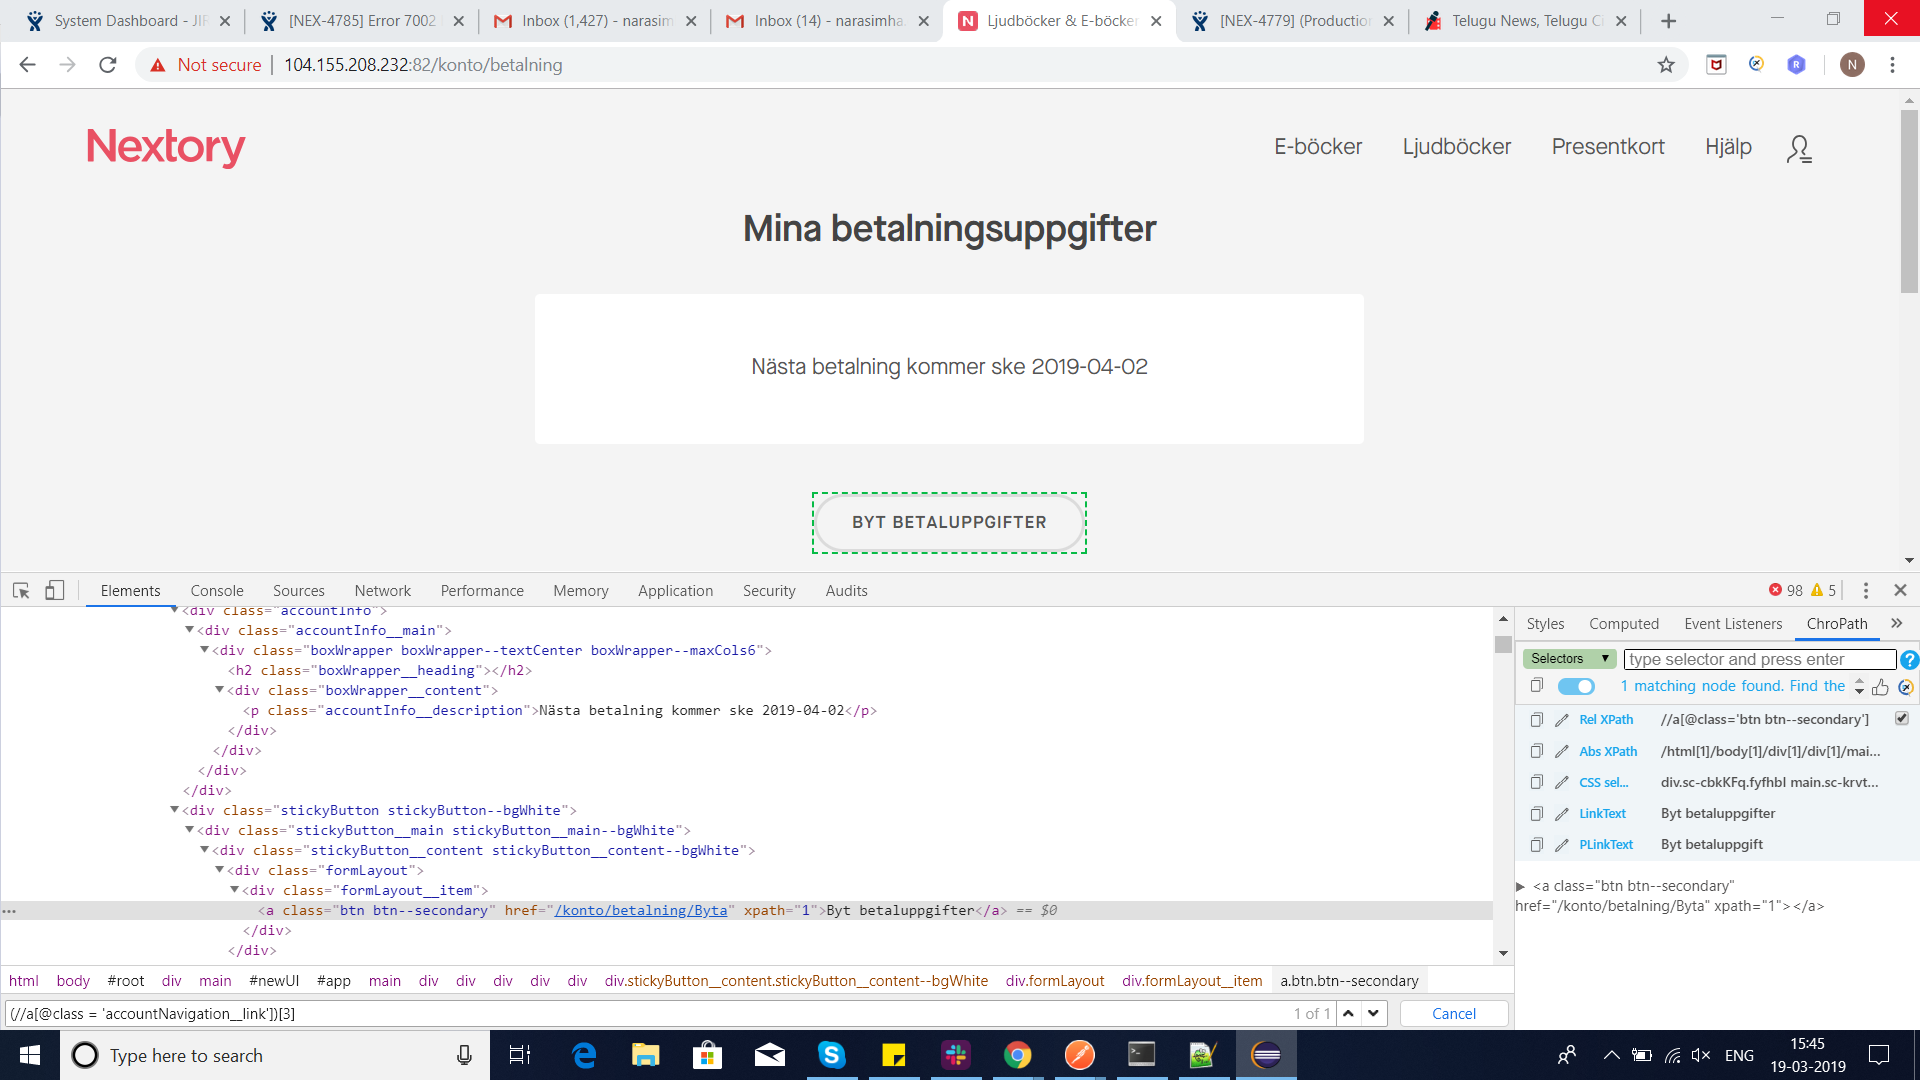 System Dashboard - JIR
[NEX-4785] Error 7002
Inbox (1,427) - narasim
Inbox (14) - narasimha.
Ljudböcker & E-böcker
[NEX-4779] (Production
Telugu News, Telugu Ci
Not secure
104.155.208.232:82/konto/betalning
N
Nextory
E-böcker
Ljudböcker
Presentkort
Hjälp
Mina betalningsuppgifter
Nästa betalning kommer ske 2019-04-02
BYT BETALUPPGIFTER
Elements
Console
Sources
Network
Performance
Memory
Application
Security
Audits
98
5
<div class="accountInfo">
<div class="accountInfo__main">
<div class="boxWrapper boxWrapper--textCenter boxWrapper--maxCols6">
<h2 class="boxWrapper__heading"></h2>
<div class="boxWrapper__content">
<p class="accountInfo__description">Nästa betalning kommer ske 2019-04-02</p>
</div>
</div>
</div>
</div>
<div class="stickyButton stickyButton--bgWhite">
<div class="stickyButton__main stickyButton__main--bgWhite">
<div class="stickyButton__content stickyButton__content--bgWhite">
<div class="formLayout">
<div class="formLayout__item">
<a class="btn btn--secondary" href="/konto/betalning/Byta" xpath="1">Byt betaluppgifter</a> == $0
</div>
</div>
Styles
Computed
Event Listeners
ChroPath
Selectors
type selector and press enter
?
1 matching node found. Find the
Rel XPath //a[@class='btn btn--secondary']
Abs XPath /html[1]/body[1]/div[1]/div[1]/mai...
CSS sel... div.sc-cbkKFq.fyfhbI main.sc-krvt...
LinkText Byt betaluppgifter
PLinkText Byt betaluppgift
<a class="btn btn--secondary"
href="/konto/betalning/Byta" xpath="1"></a>
html body #root div main #newUI #app main div div div div div div.stickyButton__content.stickyButton__content--bgWhite div.formLayout div.formLayout__item a.btn.btn--secondary
(//a[@class = 'accountNavigation__link'])[3]
1 of 1
Cancel
Type here to search
ENG
15:45
19-03-2019